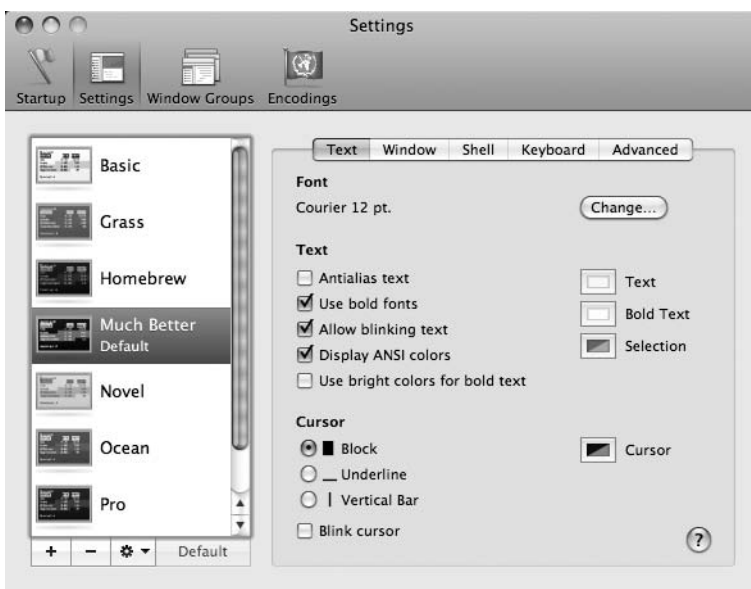 Settings
Startup Settings Window Groups Encodings
Basic
Grass
Homebrew
Much Better
Default
Novel
Ocean
Pro
+ − Default
Text Window Shell Keyboard Advanced
Font
Courier 12 pt. Change...
Text
Antialias text
Use bold fonts
Allow blinking text
Display ANSI colors
Use bright colors for bold text
Text
Bold Text
Selection
Cursor
Block
Underline
Vertical Bar
Blink cursor
Cursor
?